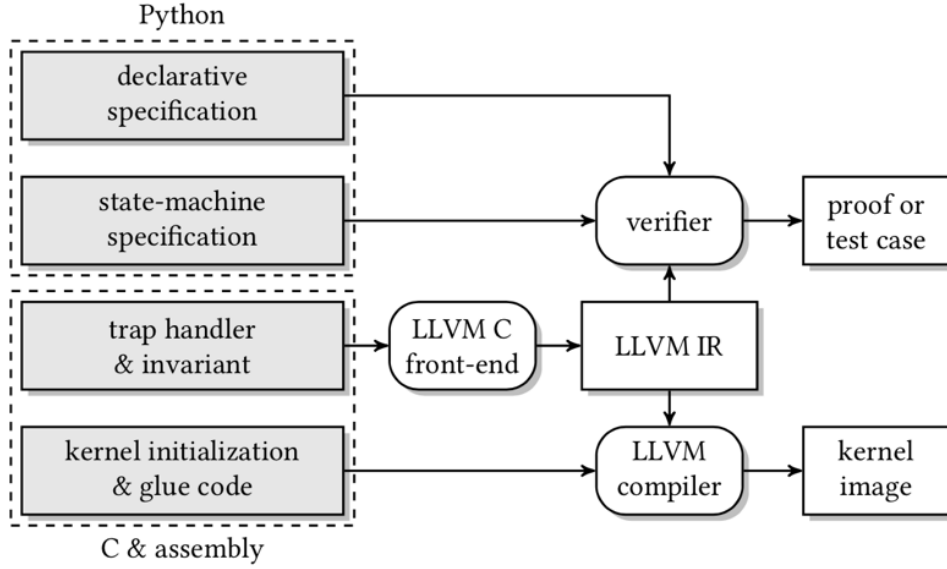 Python
declarative
specification
state-machine
specification
verifier
proof or
test case
trap handler
& invariant
LLVM C
front-end
LLVM IR
kernel initialization
& glue code
LLVM
compiler
kernel
image
C & assembly